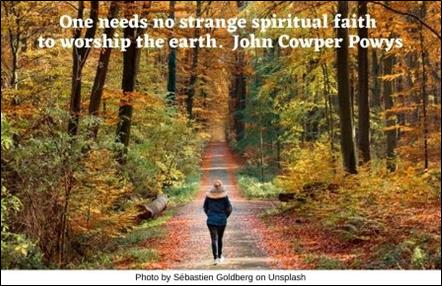 One needs no strange spiritual faith
to worship the earth.  John Cowper Powys
Photo by Sébastien Goldberg on Unsplash